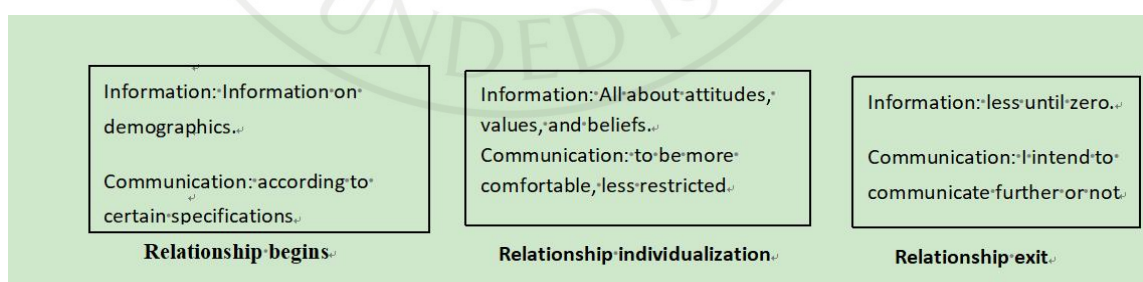 UNDED 19
Information: Information on
demographics.
Communication: according to
certain specifications
Relationship begins
Information: All about attitudes,
values, and beliefs.
Communication: to be more
comfortable, less restricted
Relationship individualization
Information: less until zero.
Communication: I intend to
communicate further or not
Relationship exit